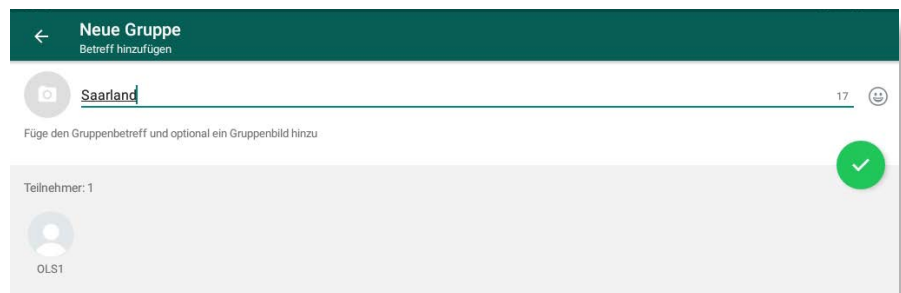 Neue Gruppe
Betreff hinzufügen
Saarland
17
Füge den Gruppenbetreff und optional ein Gruppenbild hinzu
Teilnehmer: 1
OLS1